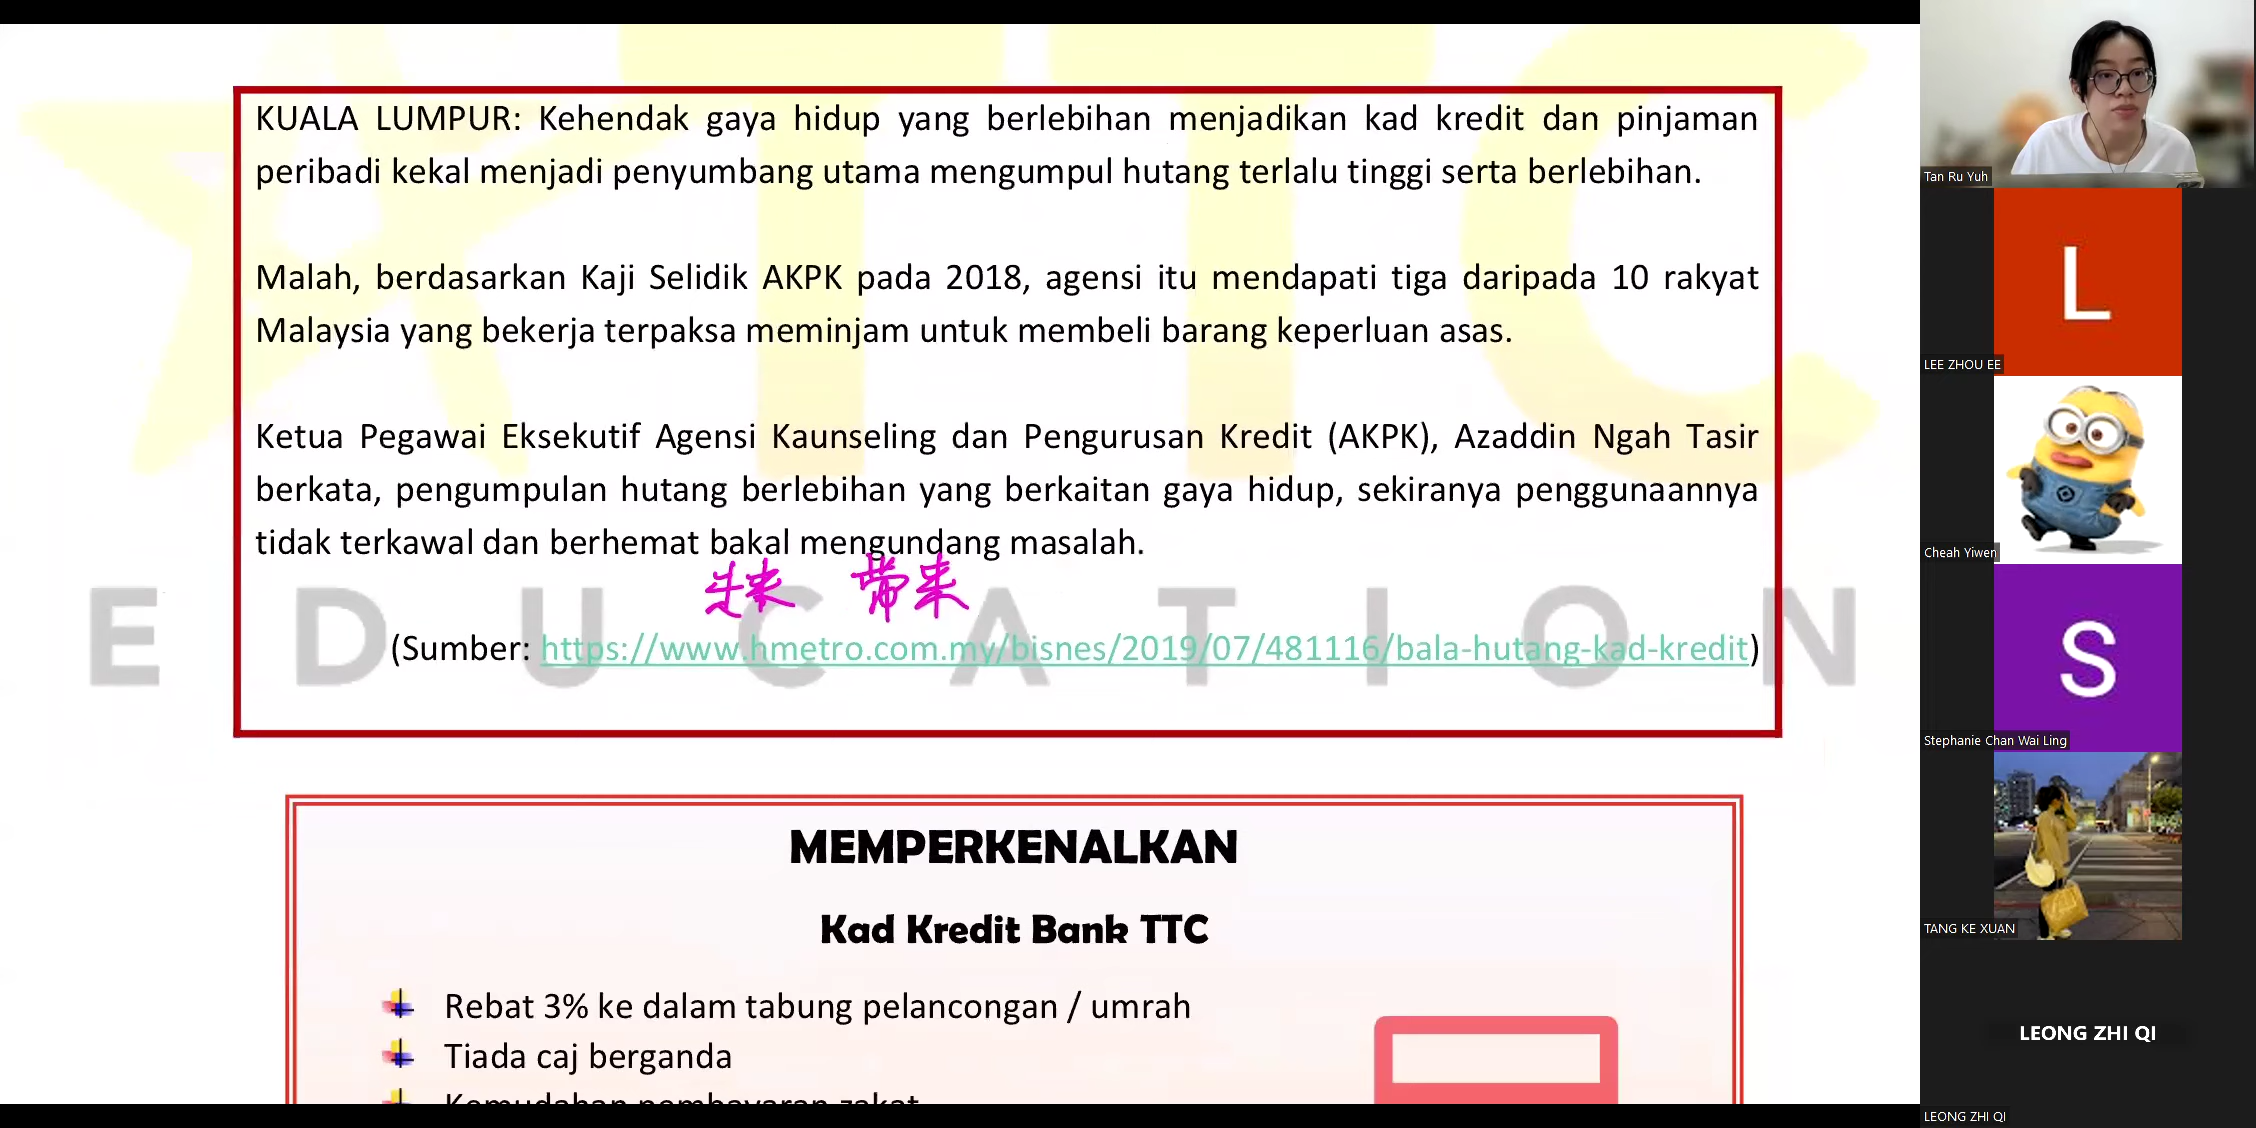 KUALA LUMPUR: Kehendak gaya hidup yang berlebihan menjadikan kad kredit dan pinjaman
peribadi kekal menjadi penyumbang utama mengumpul hutang terlalu tinggi serta berlebihan.
Malah, berdasarkan Kaji Selidik AKPK pada 2018, agensi itu mendapati tiga daripada 10 rakyat
Malaysia yang bekerja terpaksa meminjam untuk membeli barang keperluan asas.
Ketua Pegawai Eksekutif Agensi Kaunseling dan Pengurusan Kredit (AKPK), Azaddin Ngah Tasir
berkata, pengumpulan hutang berlebihan yang berkaitan gaya hidup, sekiranya penggunaannya
tidak terkawal dan berhemat bakal mengundang masalah.
带来
(Sumber: https://www.hmetro.com.my/bisnes/2019/07/481116/bala-hutang-kad-kredit)
TTC
EDUCATION
MEMPERKENALKAN
Kad Kredit Bank TTC
Rebat 3% ke dalam tabung pelancongan / umrah
Tiada caj berganda
Kemudahan pembayaran zakat
Tan Ru Yuh
L
LEE ZHOU EE
Cheah Yiwen
S
Stephanie Chan Wai Ling
TANG KE XUAN
LEONG ZHI QI
LEONG ZHI QI